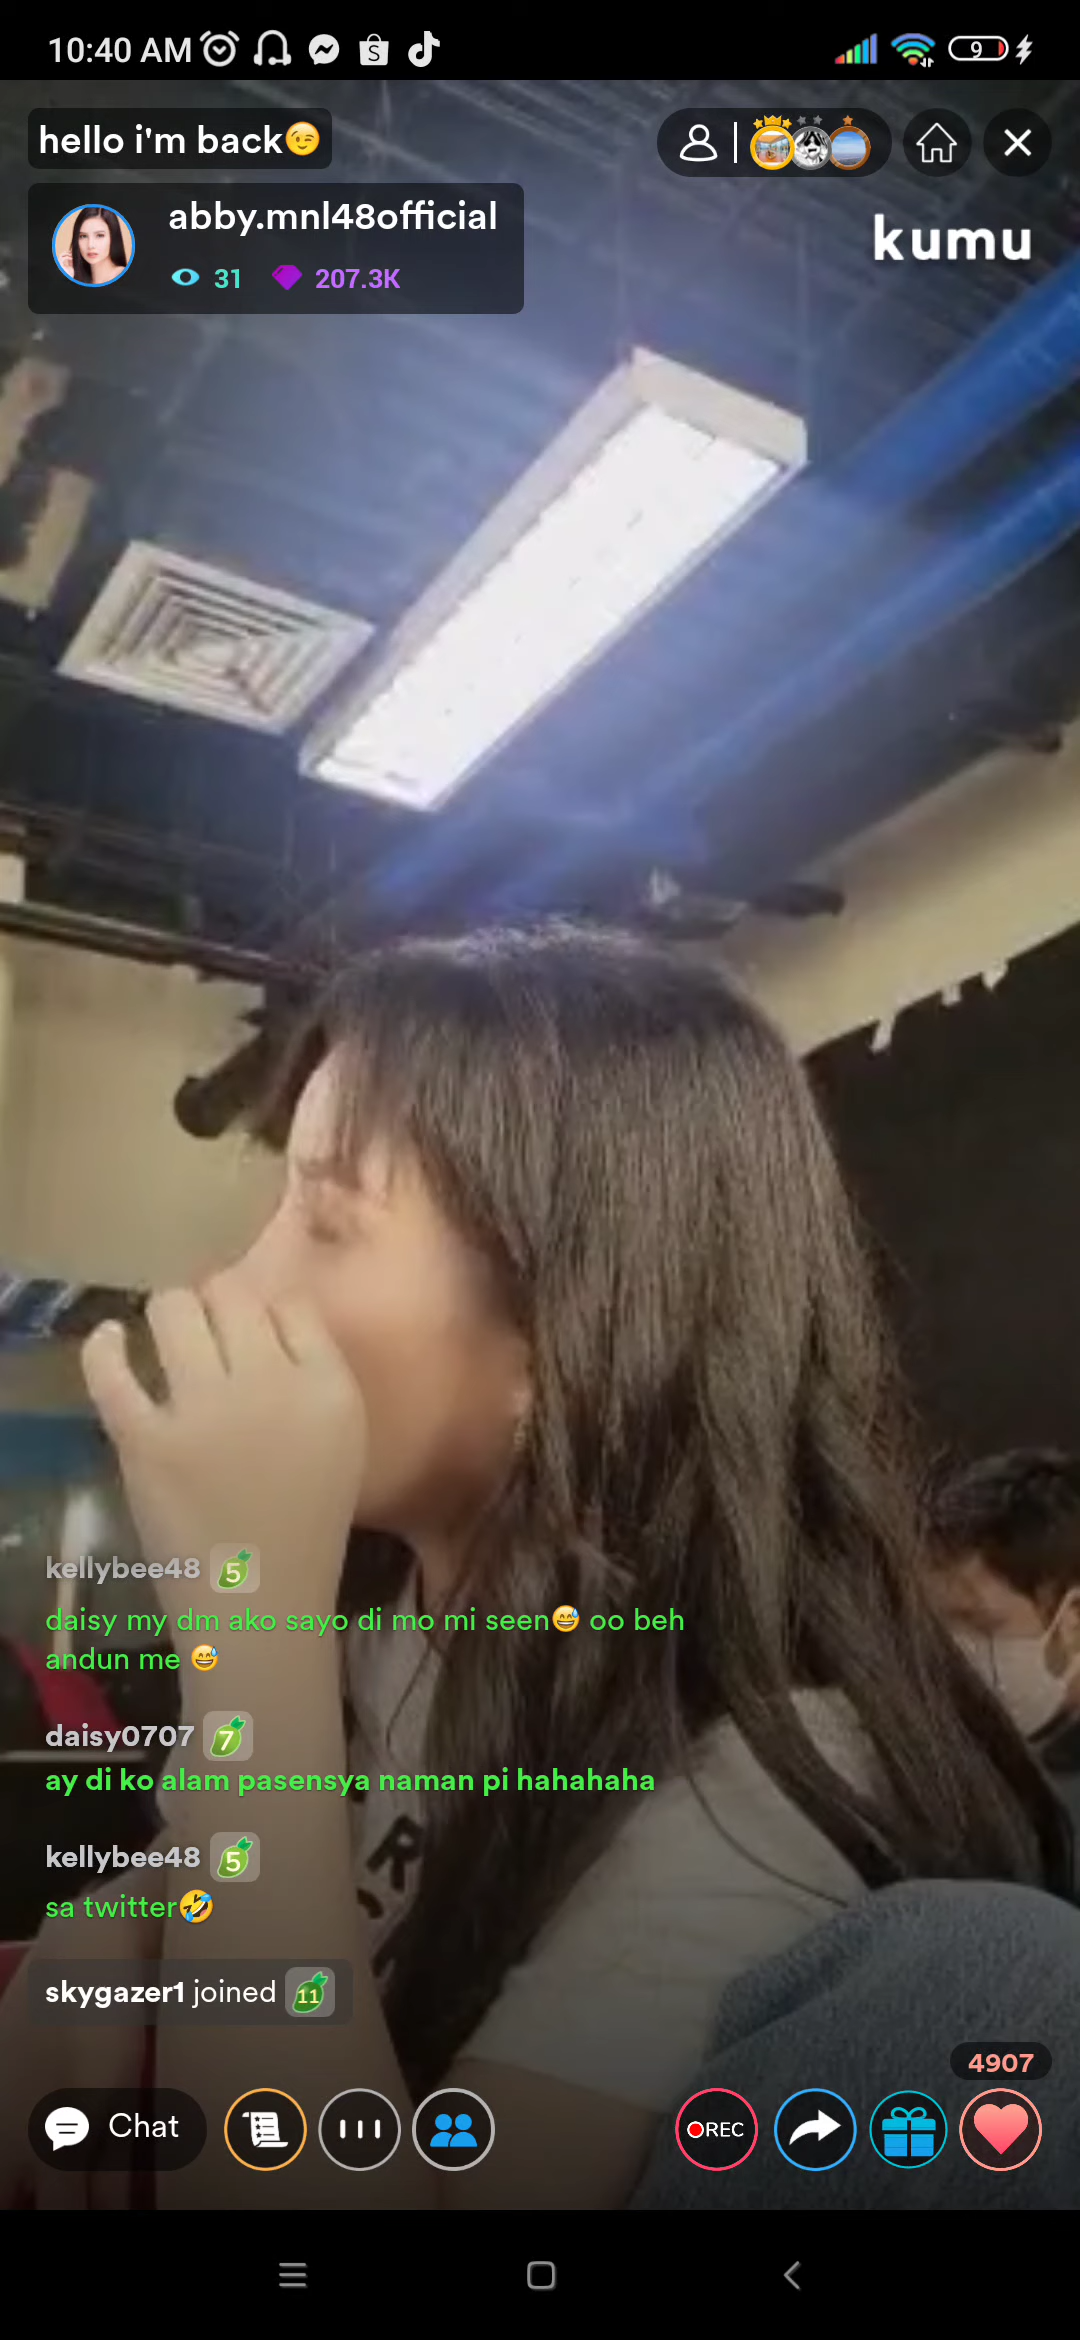 10:40 AM
9
hello i'm back😉
abby.mnl48official
31 207.3K
kumu
kellybee48 5
daisy my dm ako sayo di mo mi seen😅 oo beh
andun me 😅
daisy0707 7
ay di ko alam pasensya naman pi hahahaha
kellybee48 5
sa twitter🤣
skygazer1 joined 11
4907
Chat
REC